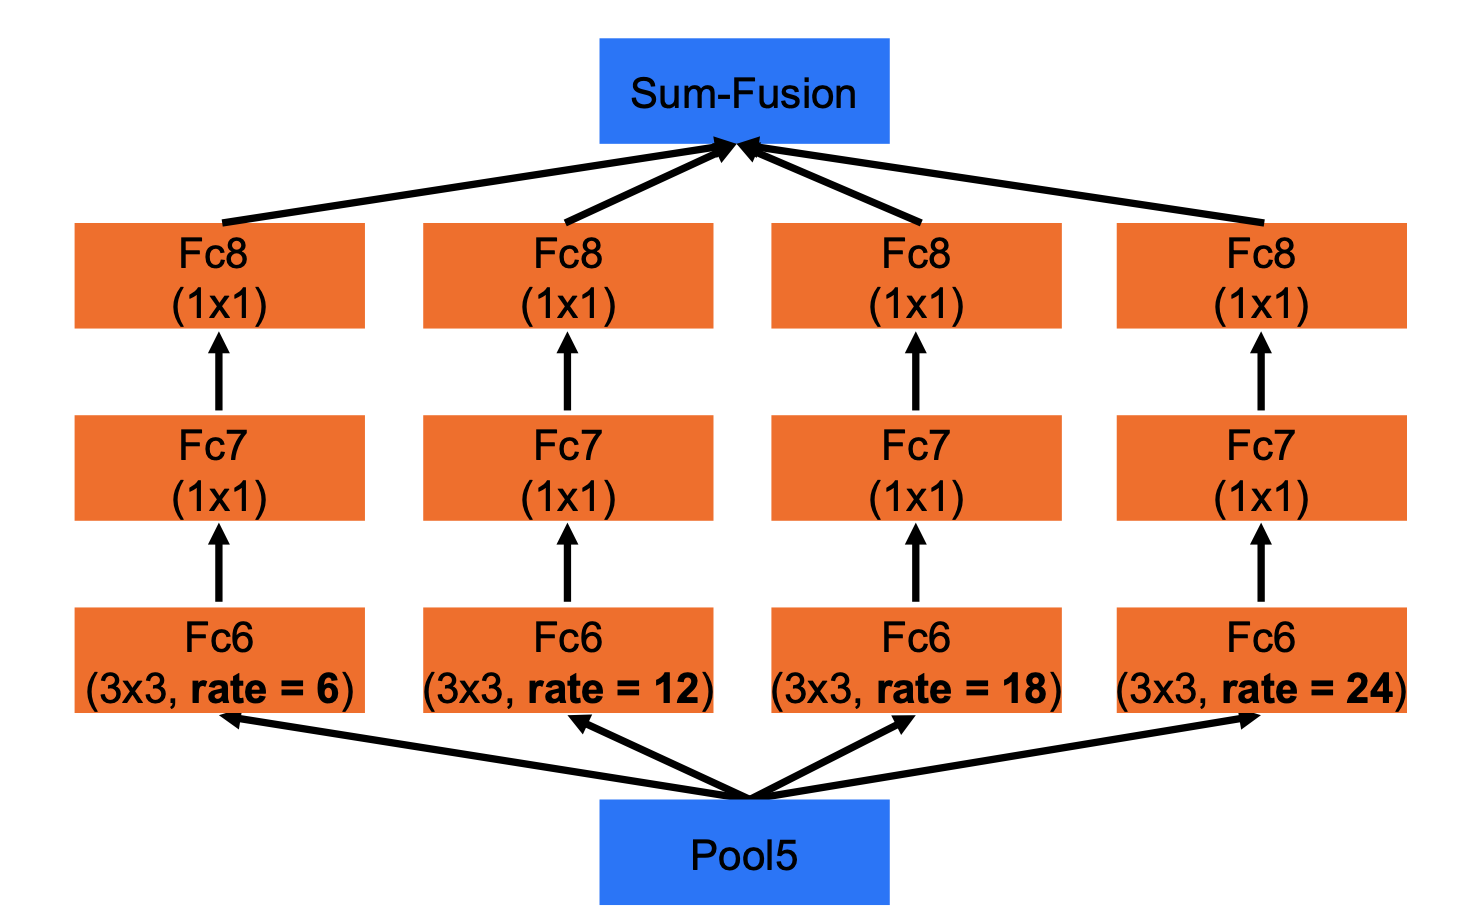 Sum-Fusion
Fc8
(1x1)
Fc8
(1x1)
Fc8
(1x1)
Fc8
(1x1)
Fc7
(1x1)
Fc7
(1x1)
Fc7
(1x1)
Fc7
(1x1)
Fc6
(3x3, rate = 6)
Fc6
(3x3, rate = 12)
Fc6
(3x3, rate = 18)
Fc6
(3x3, rate = 24)
Pool5